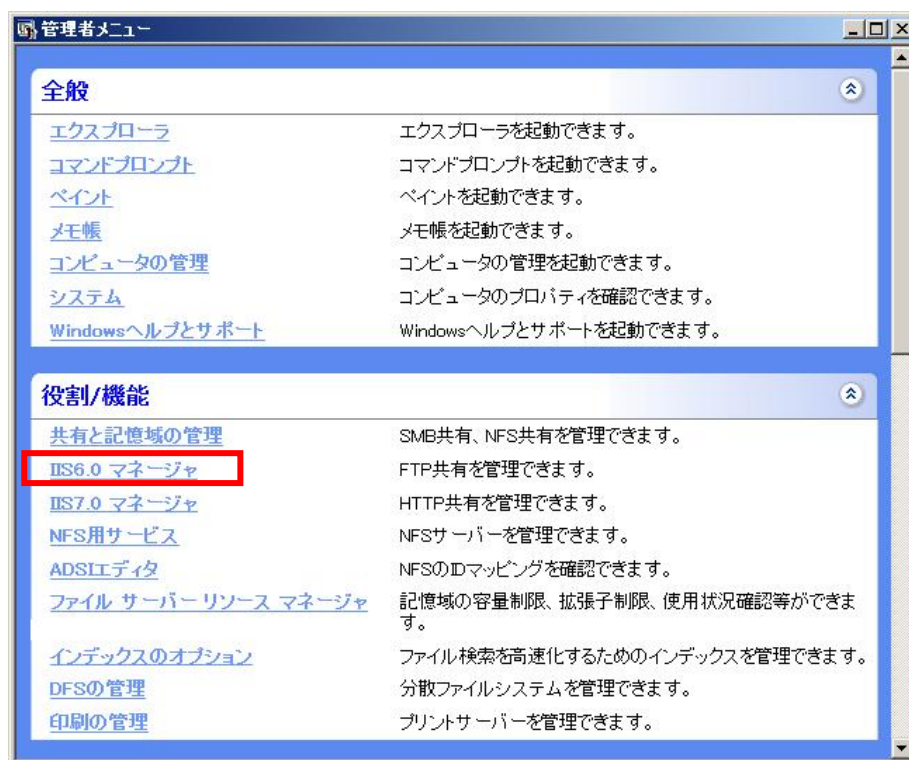 管理者メニュー
全般
エクスプローラ エクスプローラを起動できます。
コマンドプロンプト コマンドプロンプトを起動できます。
ペイント ペイントを起動できます。
メモ帳 メモ帳を起動できます。
コンピュータの管理 コンピュータの管理を起動できます。
システム コンピュータのプロパティを確認できます。
Windowsヘルプとサポート Windowsヘルプとサポートを起動できます。
役割/機能
共有と記憶域の管理 SMB共有、NFS共有を管理できます。
IIS6.0 マネージャ FTP共有を管理できます。
IIS7.0 マネージャ HTTP共有を管理できます。
NFS用サービス NFSサーバーを管理できます。
ADSIエディタ NFSのIDマッピングを確認できます。
ファイル サーバー リソース マネージャ 記憶域の容量制限、拡張子制限、使用状況確認等ができま
す。
インデックスのオプション ファイル検索を高速化するためのインデックスを管理できます。
DFSの管理 分散ファイルシステムを管理できます。
印刷の管理 プリントサーバーを管理できます。